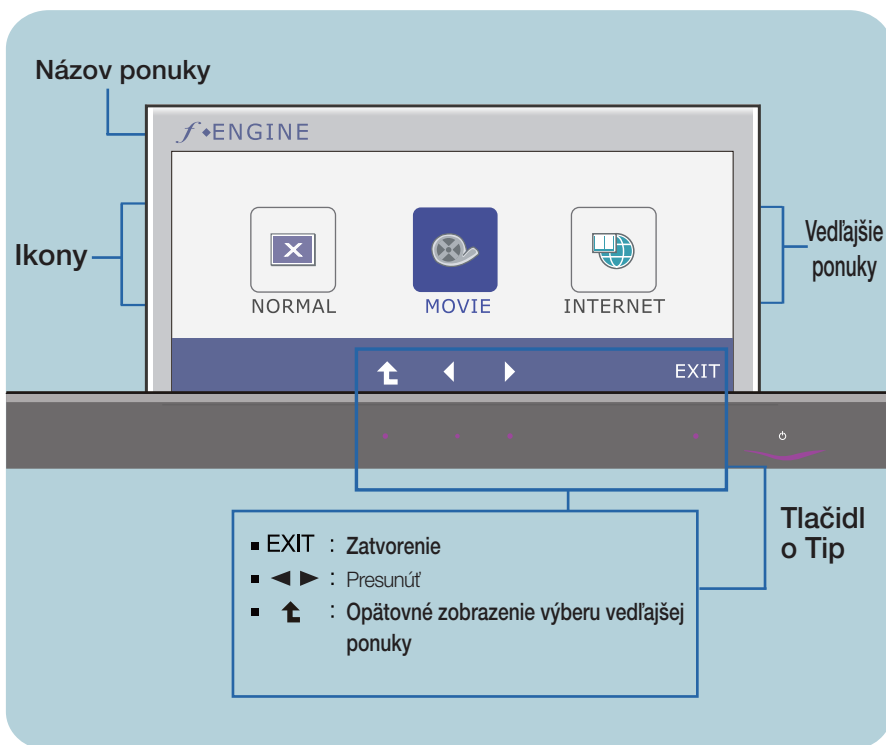 Názov ponuky
f ENGINE
Ikony
Vedľajšie
ponuky
NORMAL
MOVIE
INTERNET
EXIT
Tlačidl
o Tip
▪ EXIT : Zatvorenie
▪ ◄ ► : Presunúť
▪ : Opätovné zobrazenie výberu vedľajšej
ponuky